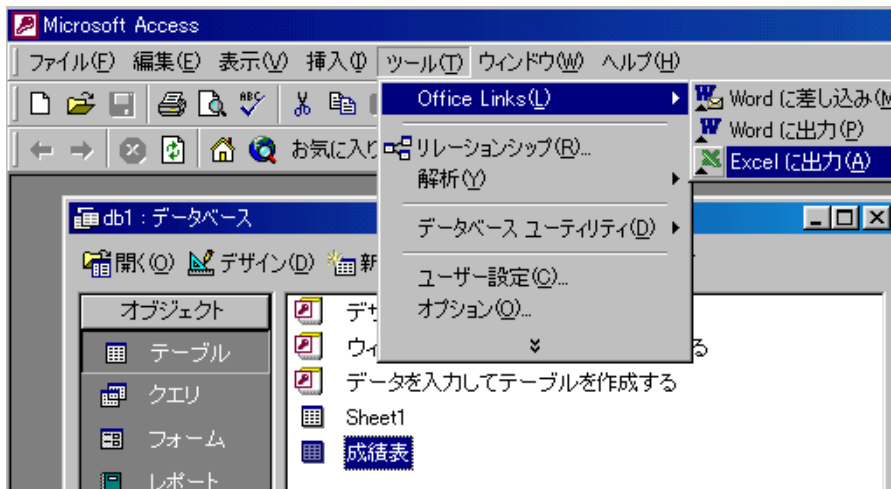 Microsoft Access
ファイル(F) 編集(E) 表示(V) 挿入(I) ツール(T) ウィンドウ(W) ヘルプ(H)
ABC
Office Links(L)
Word に差し込み(M
Word に出力(P)
Excel に出力(A)
お気に入り
リレーションシップ(R)...
解析(Y)
データベース ユーティリティ(D)
ユーザー設定(C)...
オプション(O)...
db1 : データベース
開く(O) デザイン(D) 新
オブジェクト
テーブル
クエリ
フォーム
レポート
デザ
ウィ
る
データを入力してテーブルを作成する
Sheet1
成績表